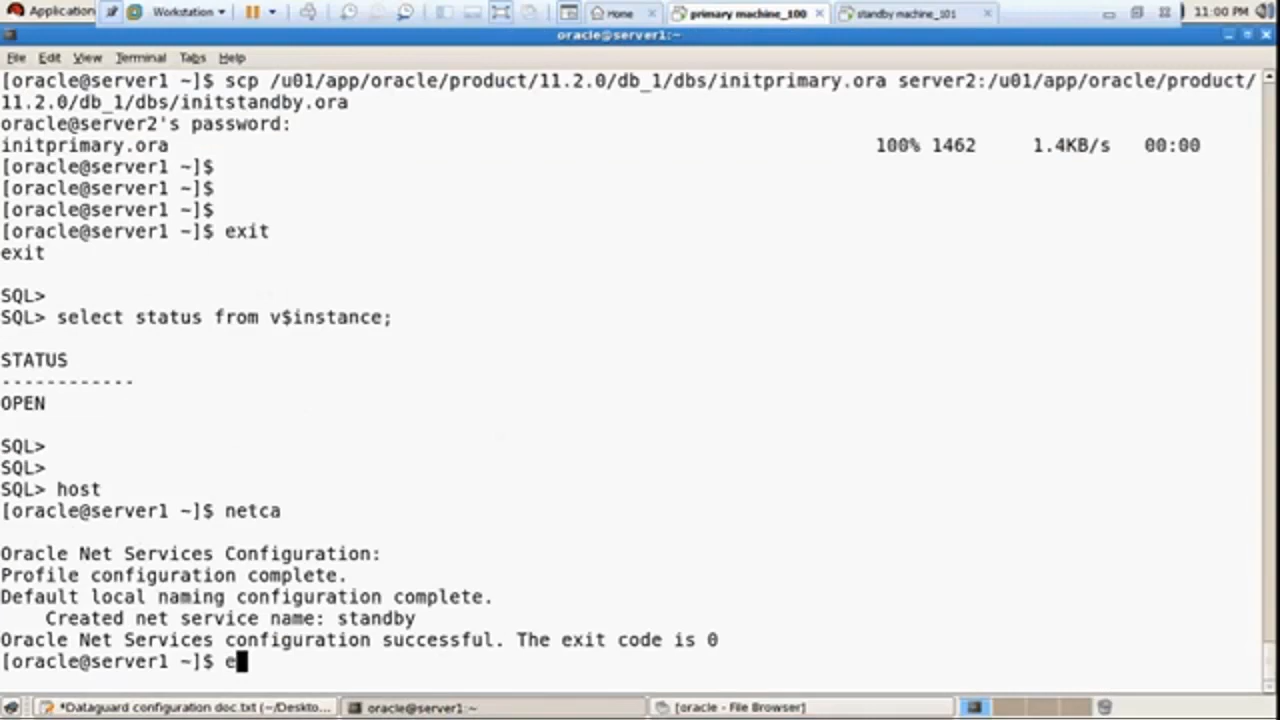 Application
Workstation
Home
primary machine_100
standby machine_101
11:00 PM
oracle@server1:~
File Edit View Terminal Tabs Help
[oracle@server1 ~]$ scp /u01/app/oracle/product/11.2.0/db_1/dbs/initprimary.ora server2:/u01/app/oracle/product/
11.2.0/db_1/dbs/initstandby.ora
oracle@server2's password:
initprimary.ora 100% 1462 1.4KB/s 00:00
[oracle@server1 ~]$
[oracle@server1 ~]$
[oracle@server1 ~]$
[oracle@server1 ~]$ exit
exit
SQL>
SQL> select status from v$instance;
STATUS
------------
OPEN
SQL>
SQL>
SQL> host
[oracle@server1 ~]$ netca
Oracle Net Services Configuration:
Profile configuration complete.
Default local naming configuration complete.
Created net service name: standby
Oracle Net Services configuration successful. The exit code is 0
[oracle@server1 ~]$ e
*Dataguard configuration doc.txt (~/Deskto...
oracle@server1:~
[oracle - File Browser]